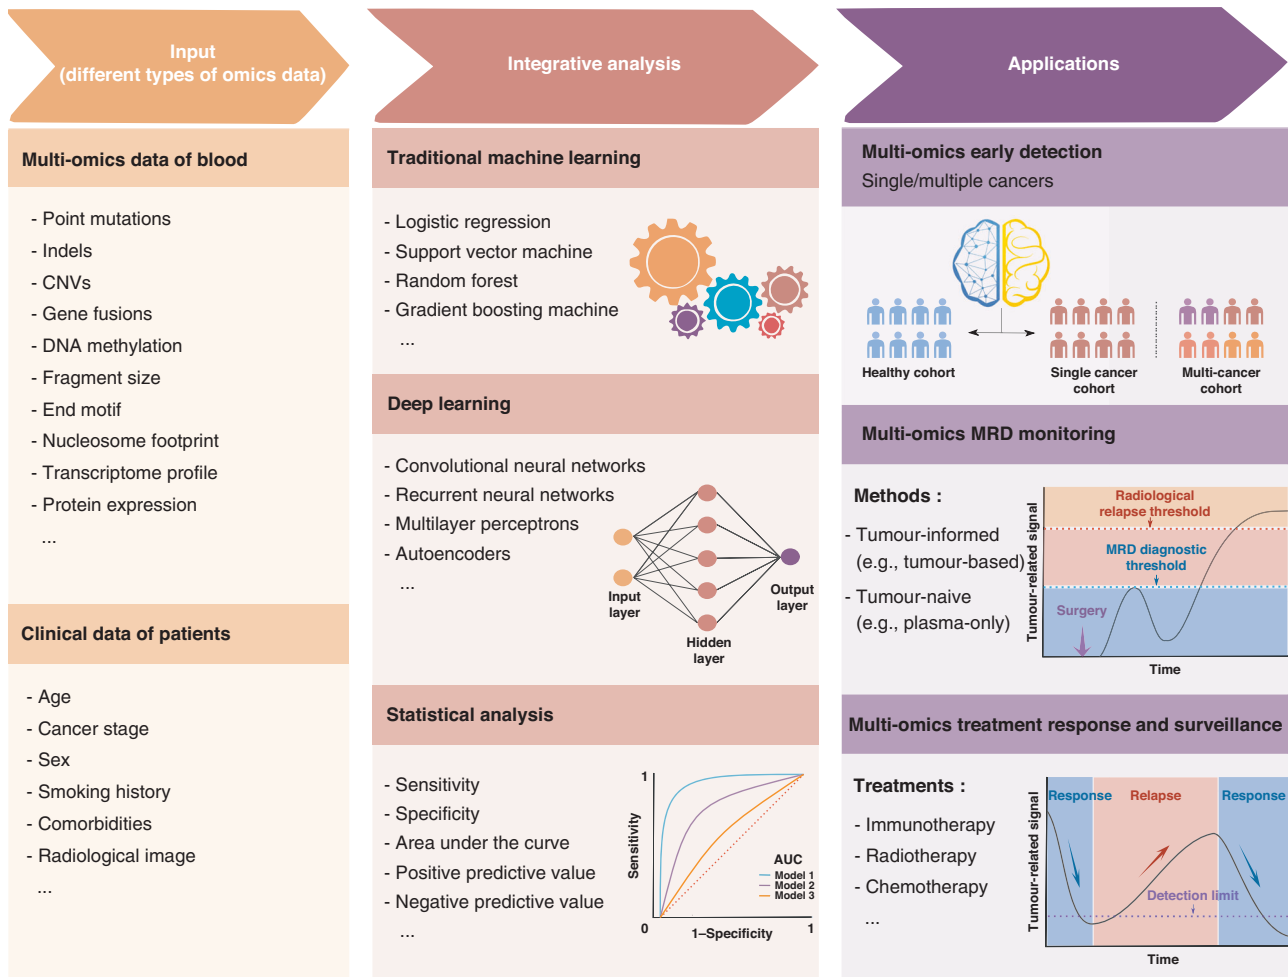 Input
(different types of omics data)
Multi-omics data of blood
- Point mutations
- Indels
- CNVs
- Gene fusions
- DNA methylation
- Fragment size
- End motif
- Nucleosome footprint
- Transcriptome profile
- Protein expression
...
Clinical data of patients
- Age
- Cancer stage
- Sex
- Smoking history
- Comorbidities
- Radiological image
...
Integrative analysis
Traditional machine learning
- Logistic regression
- Support vector machine
- Random forest
- Gradient boosting machine
...
Deep learning
- Convolutional neural networks
- Recurrent neural networks
- Multilayer perceptrons
- Autoencoders
...
Input
layer
Hidden
layer
Output
layer
Statistical analysis
- Sensitivity
- Specificity
- Area under the curve
- Positive predictive value
- Negative predictive value
...
1
Sensitivity
AUC
Model 1
Model 2
Model 3
0
1–Specificity
1
Applications
Multi-omics early detection
Single/multiple cancers
Healthy cohort
Single cancer
cohort
Multi-cancer
cohort
Multi-omics MRD monitoring
Methods :
- Tumour-informed
(e.g., tumour-based)
- Tumour-naive
(e.g., plasma-only)
Tumour-related signal
Radiological
relapse threshold
MRD diagnostic
threshold
Surgery
Time
Multi-omics treatment response and surveillance
Treatments :
- Immunotherapy
- Radiotherapy
- Chemotherapy
...
Tumour-related signal
Response
Relapse
Response
Detection limit
Time